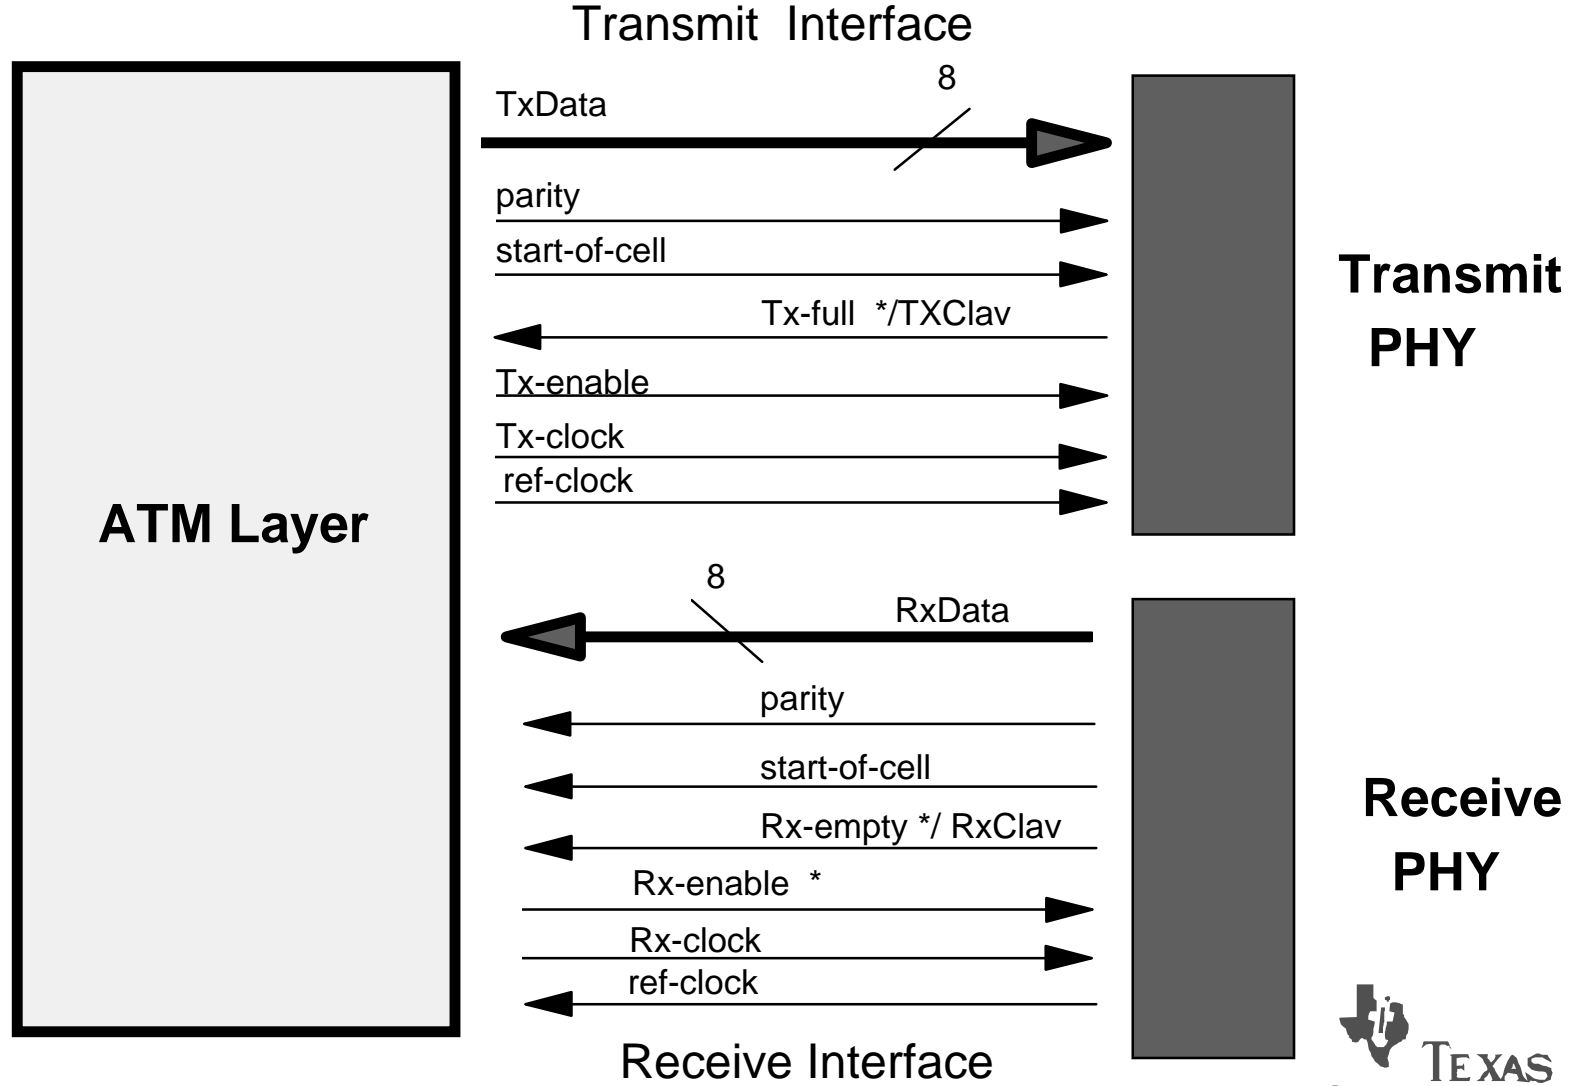 Transmit Interface
8
TxData
parity
start-of-cell
Tx-full */TXClav
Tx-enable
Tx-clock
ref-clock
ATM Layer
Transmit
PHY
8
RxData
parity
start-of-cell
Rx-empty */ RxClav
Rx-enable *
Rx-clock
ref-clock
Receive
PHY
Receive Interface
TEXAS